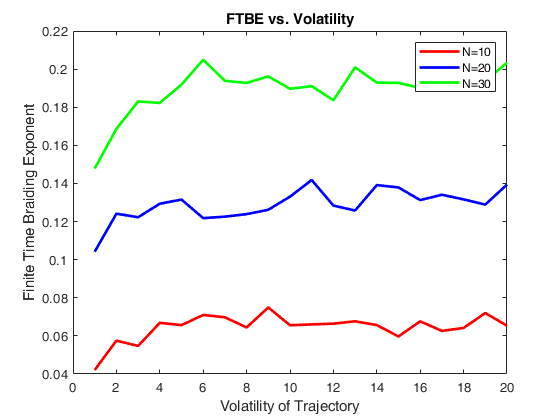 FTBE vs. Volatility
Finite Time Braiding Exponent
0.22
0.2
0.18
0.16
0.14
0.12
0.1
0.08
0.06
0.04
N=10
N=20
N=30
0 2 4 6 8 10 12 14 16 18 20
Volatility of Trajectory